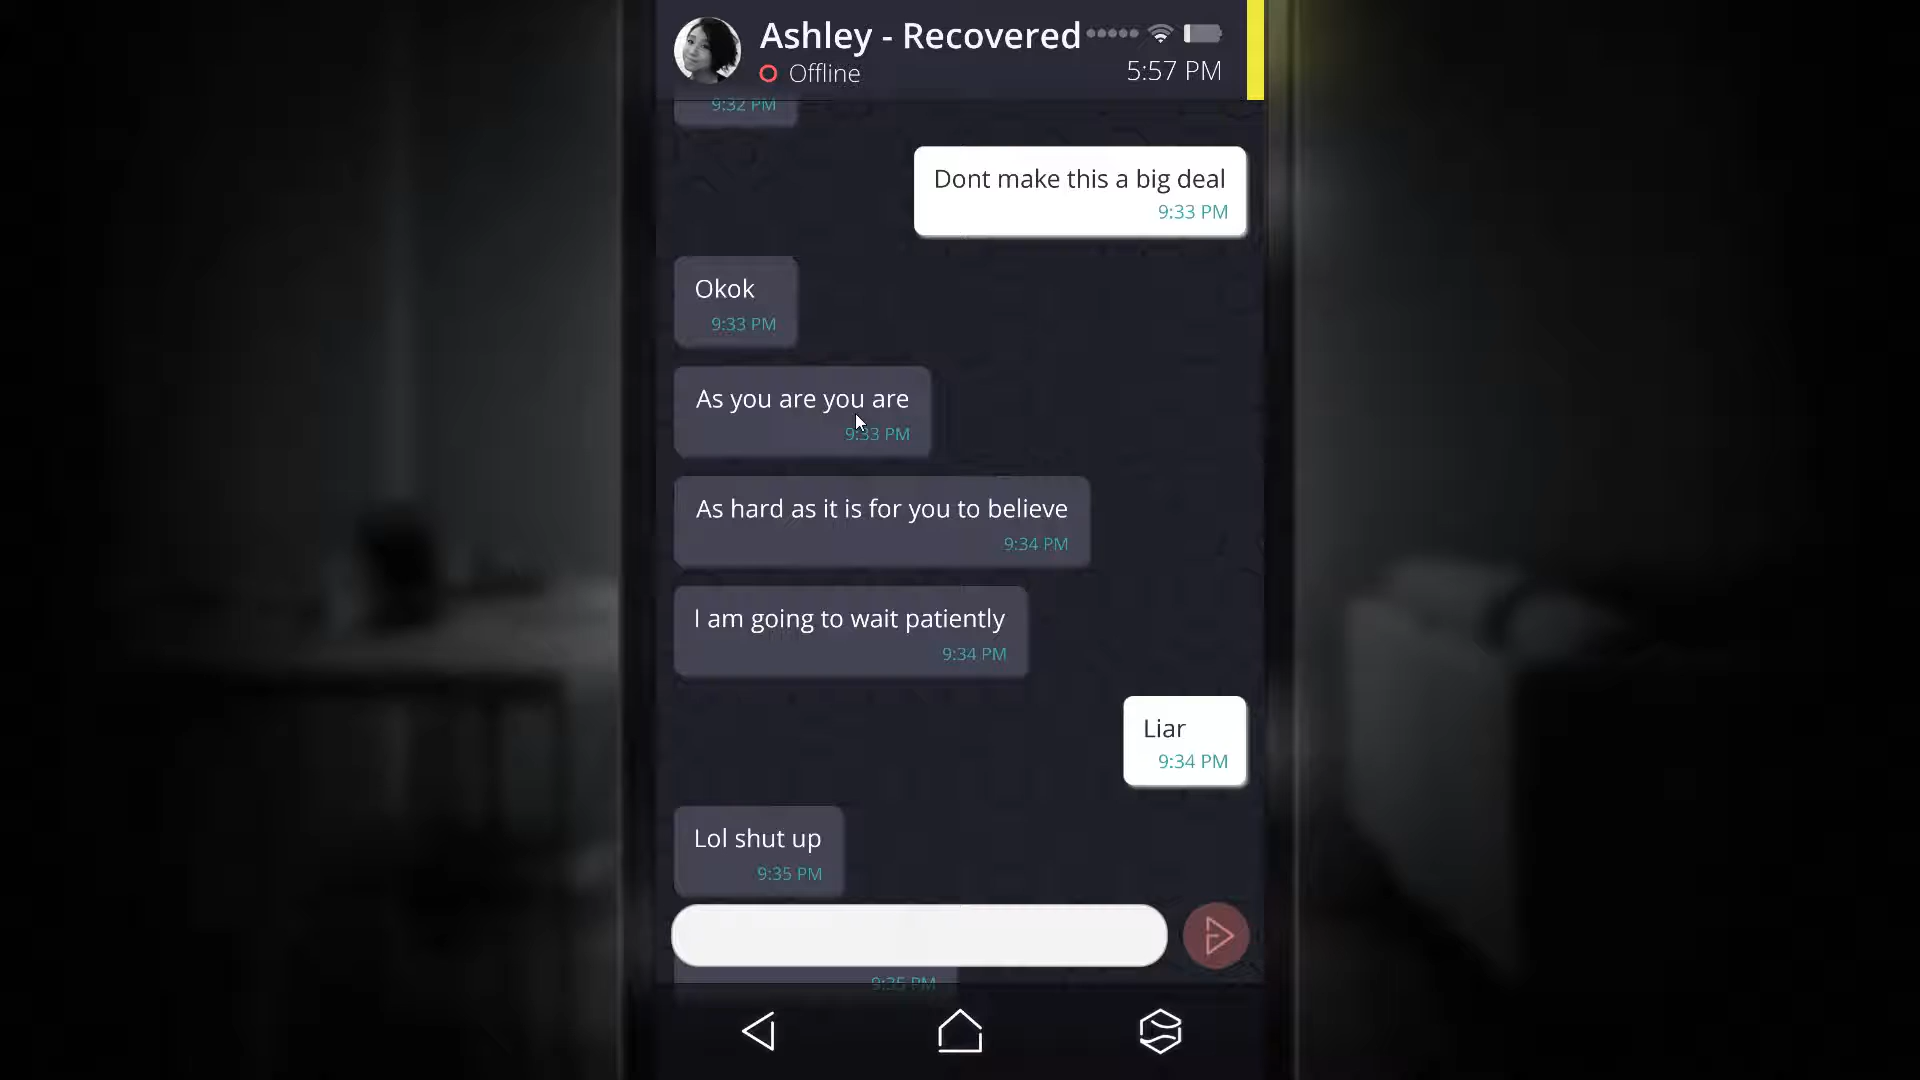 Ashley - Recovered
Offline
5:57 PM
9:32 PM
Dont make this a big deal
9:33 PM
Okok
9:33 PM
As you are you are
9:33 PM
As hard as it is for you to believe
9:34 PM
I am going to wait patiently
9:34 PM
Liar
9:34 PM
Lol shut up
9:35 PM
9:35 PM